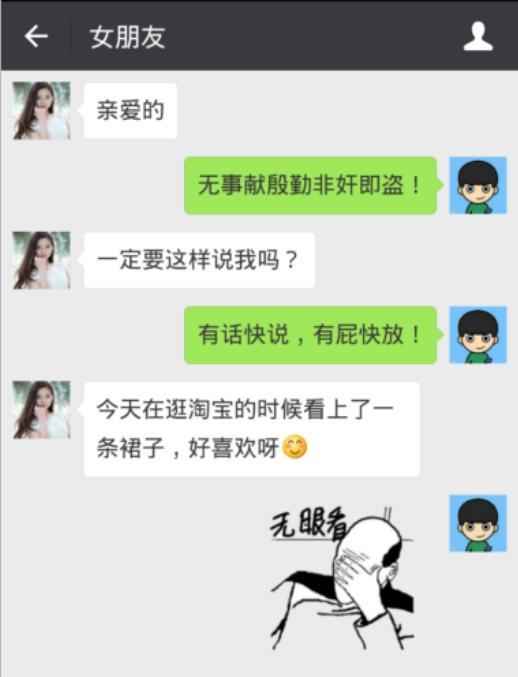 女朋友
亲爱的
无事献殷勤非奸即盗！
一定要这样说我吗？
有话快说，有屁快放！
今天在逛淘宝的时候看上了一
条裙子，好喜欢呀😊
无眼看